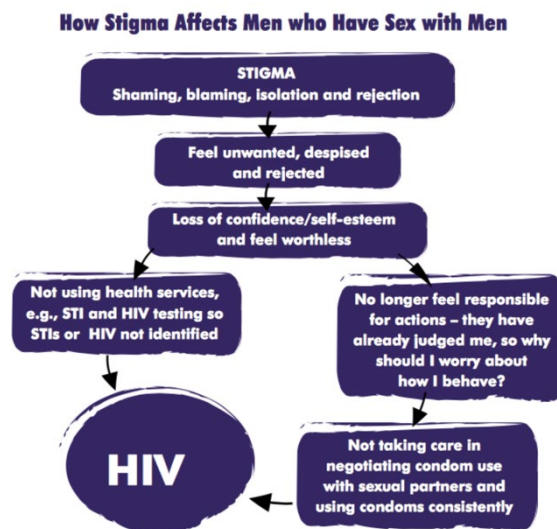 How Stigma Affects Men who Have Sex with Men
STIGMA
Shaming, blaming, isolation and rejection
Feel unwanted, despised
and rejected
Loss of confidence/self-esteem
and feel worthless
Not using health services,
e.g., STI and HIV testing so
STIs or HIV not identified
No longer feel responsible
for actions – they have
already judged me, so why
should I worry about
how I behave?
Not taking care in
negotiating condom use
with sexual partners and
using condoms consistently
HIV